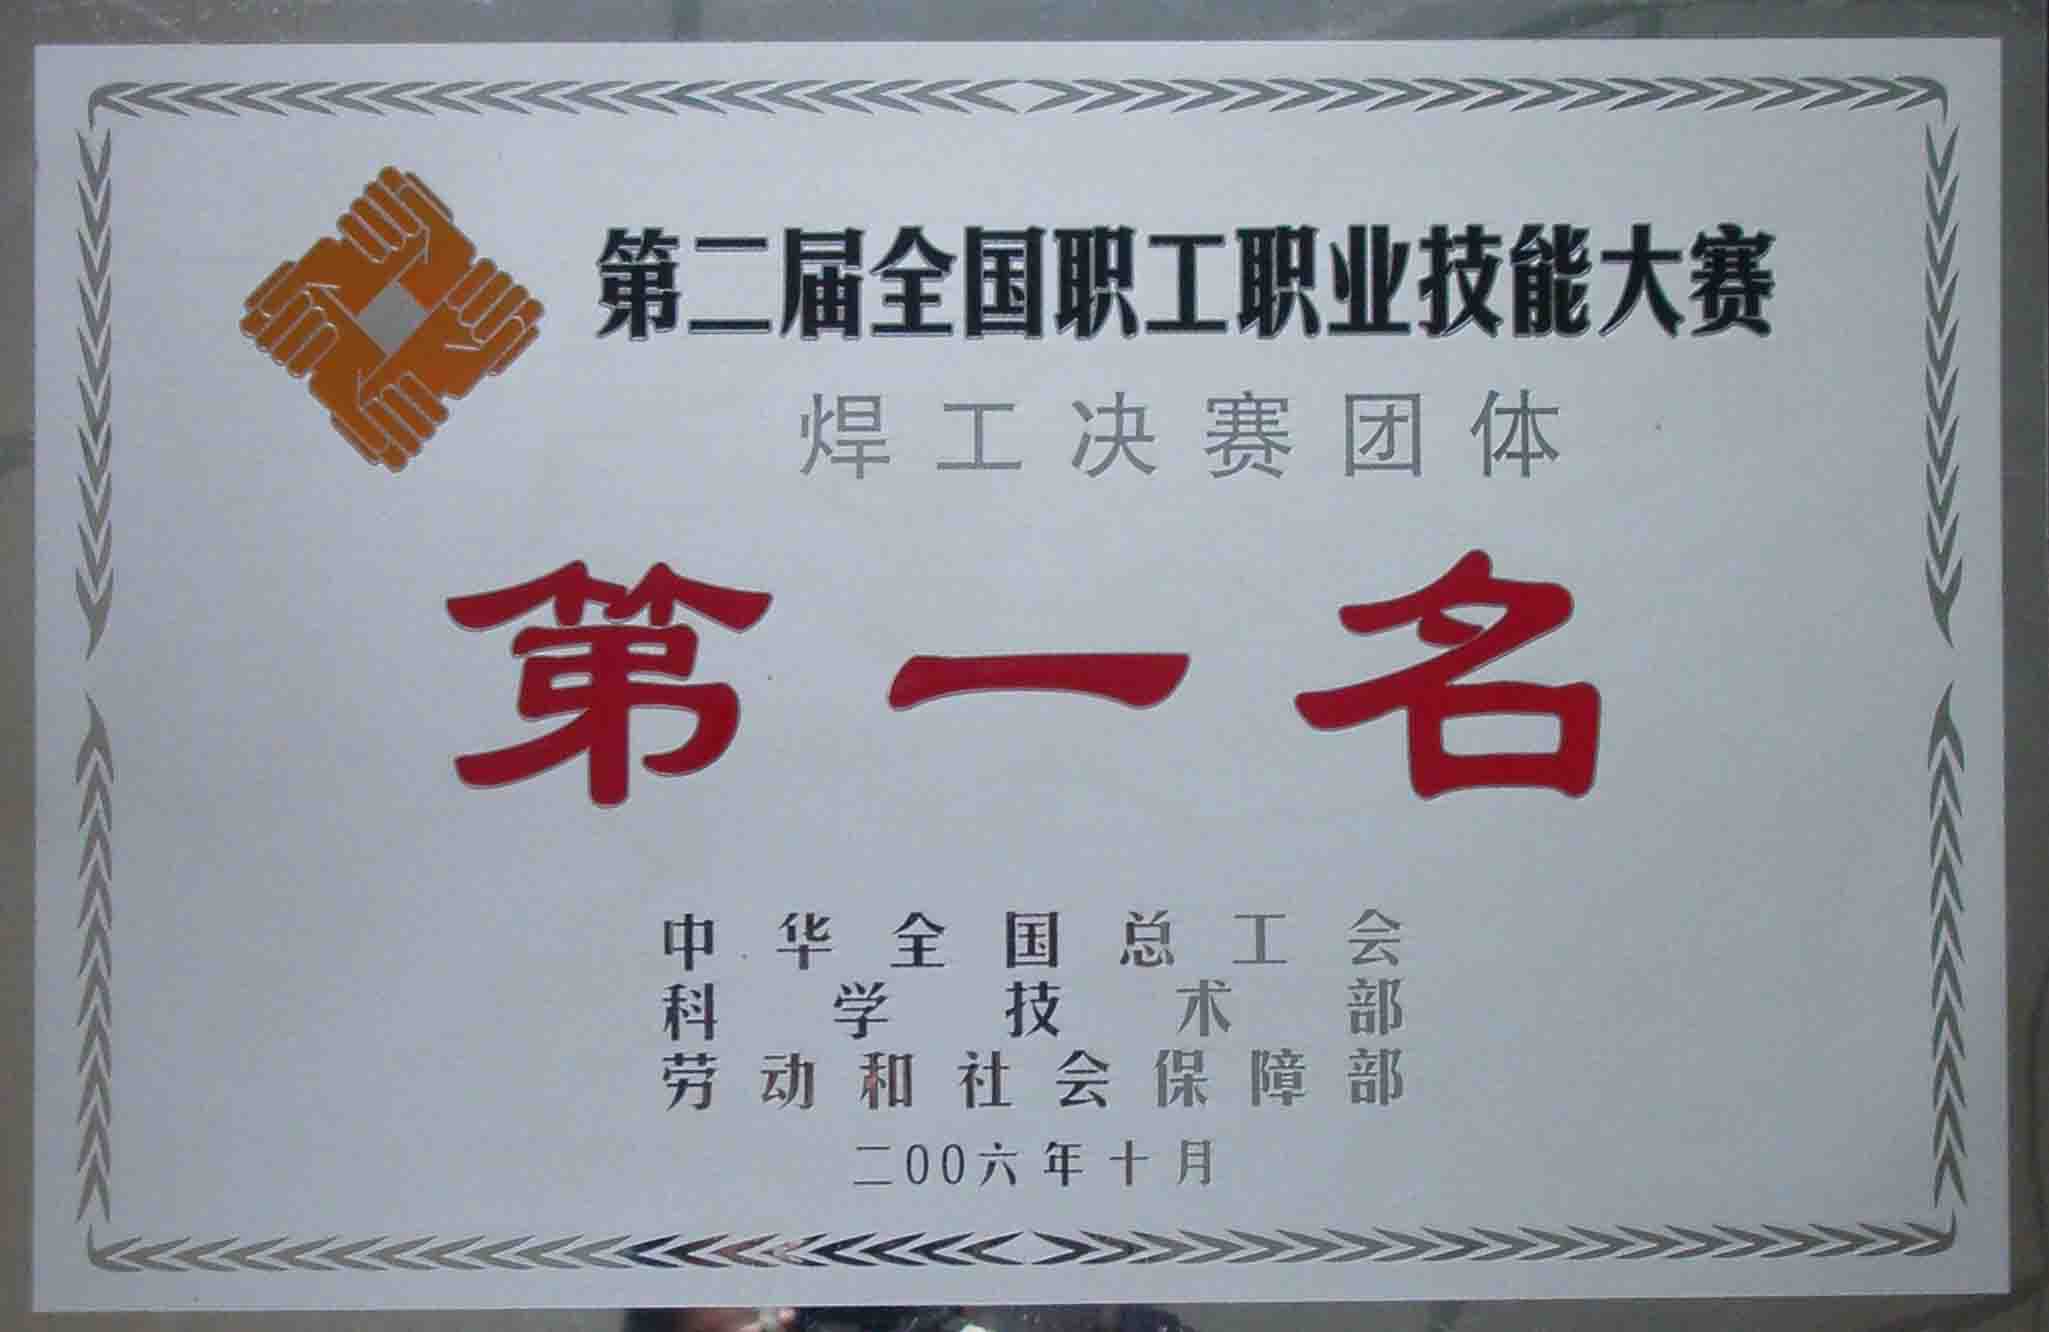 第二届全国职工职业技能大赛
焊工决赛团体
第一名
中华全国总工会
科学技术部
劳动和社会保障部
二00六年十月